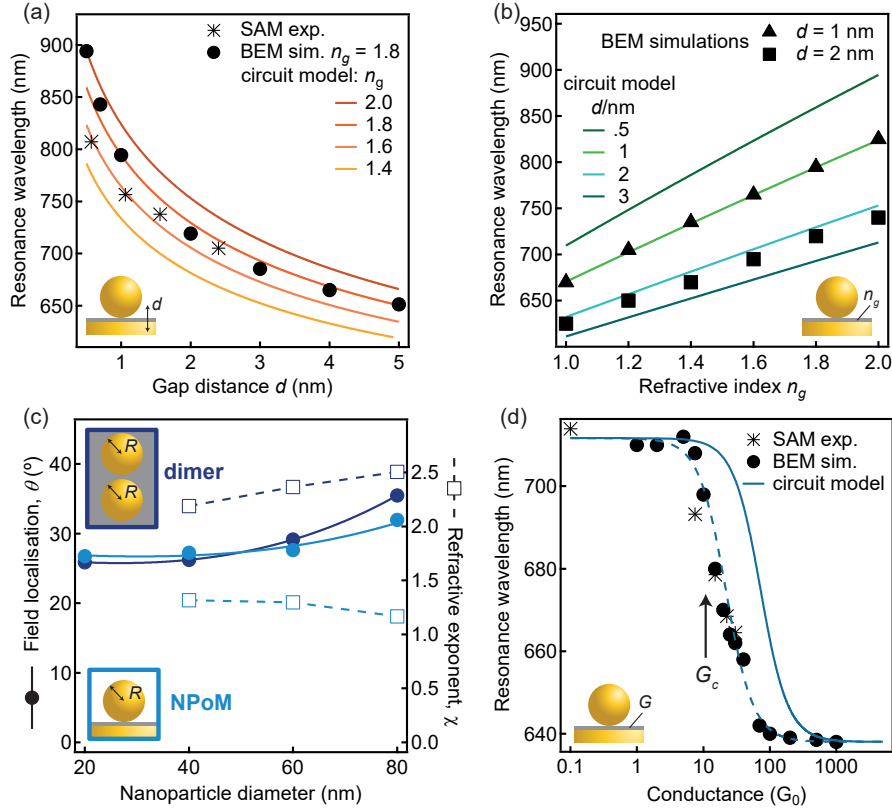 (a)
SAM exp.
BEM sim. n_g = 1.8
circuit model: n_g
2.0
1.8
1.6
1.4
900
850
800
750
700
650
Resonance wavelength (nm)
d
1 2 3 4 5
Gap distance d (nm)
(b)
BEM simulations
d = 1 nm
d = 2 nm
circuit model
d/nm
.5
1
2
3
900
850
800
750
700
650
Resonance wavelength (nm)
n_g
1.0 1.2 1.4 1.6 1.8 2.0
Refractive index n_g
(c)
R
R
dimer
40
30
20
10
0
Field localisation, θ (º)
2.5
2.0
1.5
1.0
0.5
0.0
Refractive exponent, χ
R
NPoM
20 40 60 80
Nanoparticle diameter (nm)
(d)
SAM exp.
BEM sim.
circuit model
700
680
660
640
Resonance wavelength (nm)
G_c
G
0.1 1 10 100 1000
Conductance (G₀)